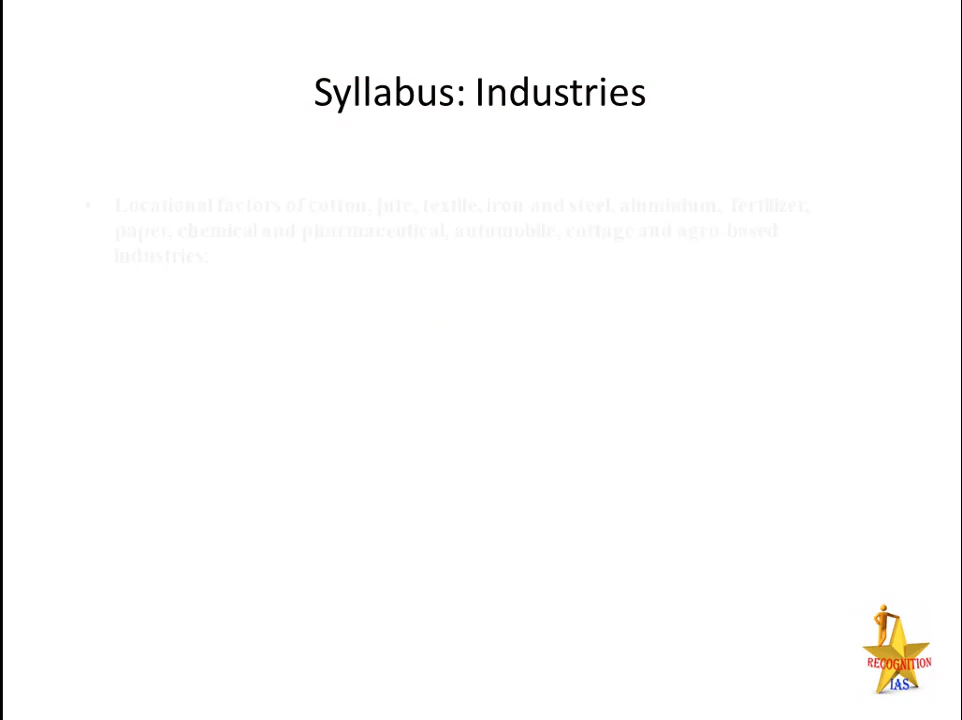 Syllabus: Industries
• Locational factors of cotton, jute, textile, iron and steel, aluminium, fertilizer,
paper, chemical and pharmaceutical, automobile, cottage and agro-based
industries;
RECOGNITION
IAS